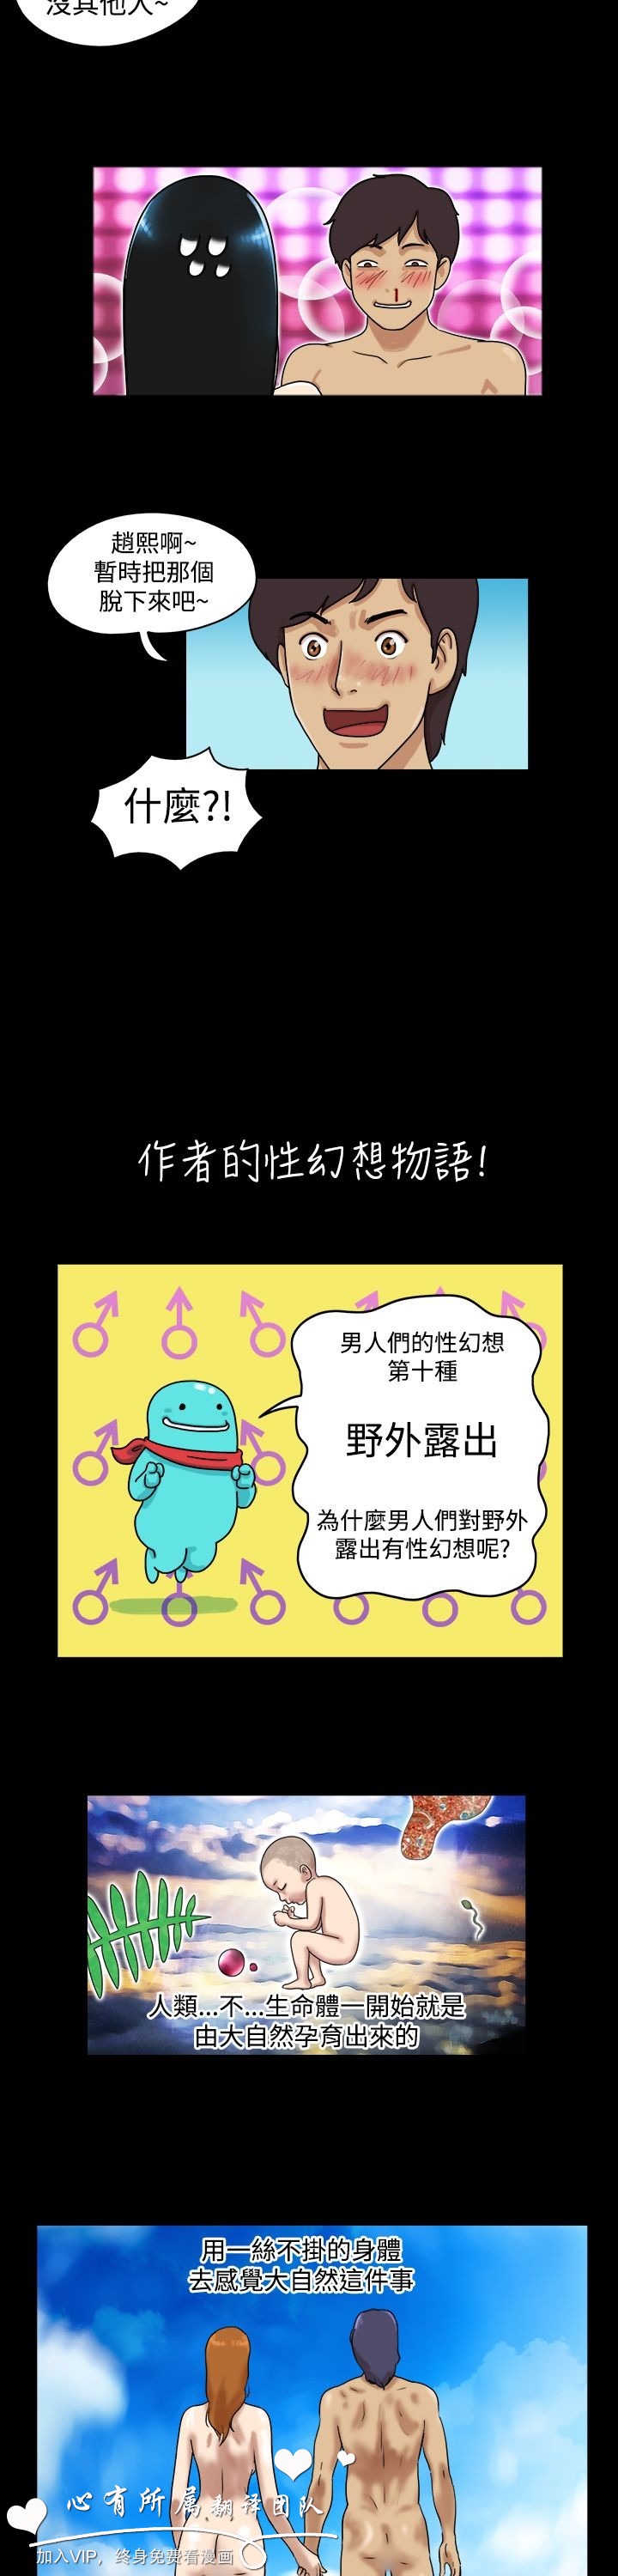 沒其他人~
趙熙啊~
暫時把那個
脫下來吧~
什麼?!
作者的性幻想物語!
男人們的性幻想
第十種
野外露出
為什麼男人們對野外
露出有性幻想呢?
人類...不...生命體一開始就是
由大自然孕育出來的
用一絲不掛的身體
去感覺大自然這件事
心有所属翻译团队
加入VIP，终身免费看漫画